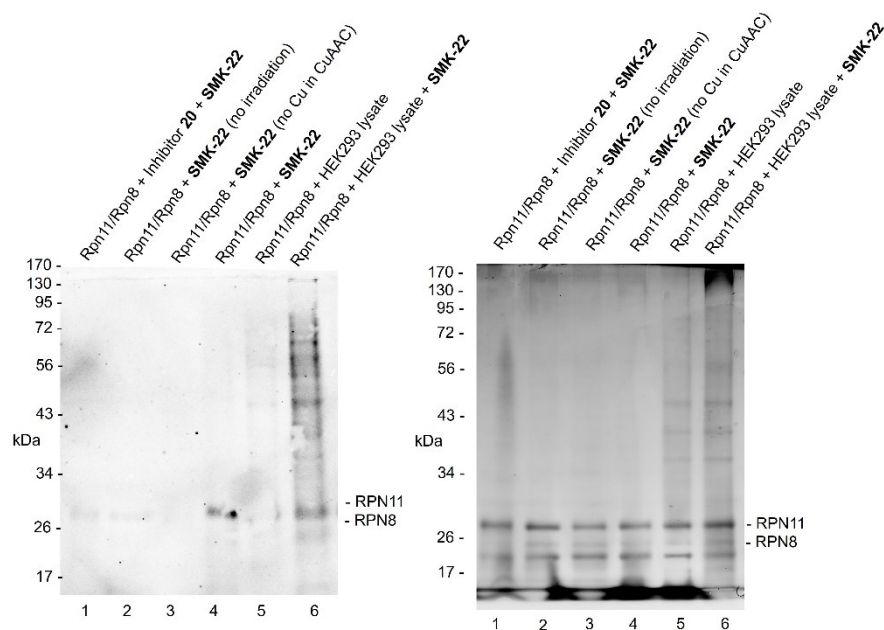 Rpn11/Rpn8 + Inhibitor 20 + SMK-22
Rpn11/Rpn8 + SMK-22 (no irradiation)
Rpn11/Rpn8 + SMK-22 (no Cu in CuAAC)
Rpn11/Rpn8 + SMK-22
Rpn11/Rpn8 + HEK293 lysate
Rpn11/Rpn8 + HEK293 lysate + SMK-22
170 -
130 -
95 -
72 -
56 -
43 -
kDa
34 -
26 -
17 -
- RPN11
- RPN8
1 2 3 4 5 6
Rpn11/Rpn8 + Inhibitor 20 + SMK-22
Rpn11/Rpn8 + SMK-22 (no irradiation)
Rpn11/Rpn8 + SMK-22 (no Cu in CuAAC)
Rpn11/Rpn8 + SMK-22
Rpn11/Rpn8 + HEK293 lysate
Rpn11/Rpn8 + HEK293 lysate + SMK-22
170 -
130 -
95 -
72 -
56 -
43 -
kDa
34 -
26 -
17 -
- RPN11
- RPN8
1 2 3 4 5 6